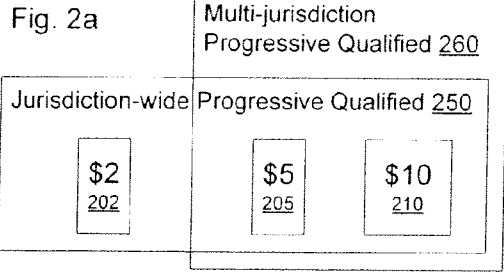 Fig. 2a
Multi-jurisdiction
Progressive Qualified 260
Jurisdiction-wide Progressive Qualified 250
$2 $5 $10
202 205 210